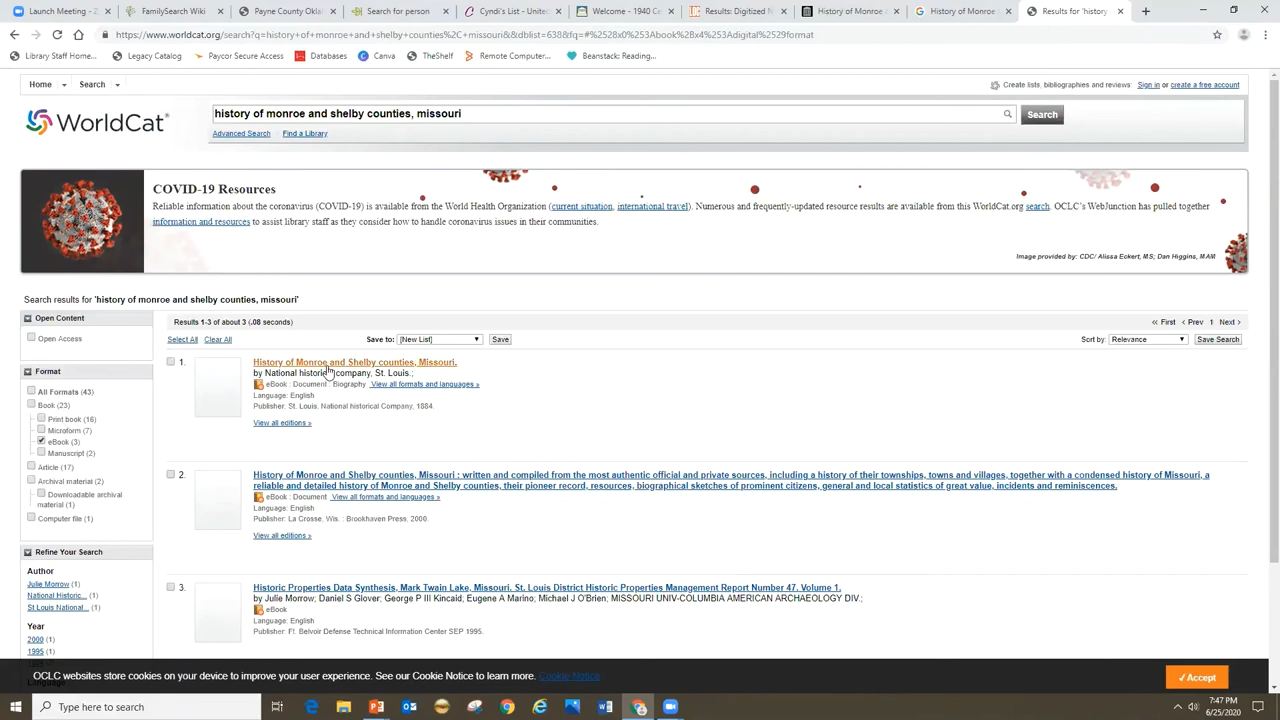 Launch Meeting - Z
FamilySearch Wiki
Payne County Okla
Search for person
Cyndi's List - Unite
Welcome - 1940 Ce
Results: Digitized N
History of Monroe
History of Monroe
Results for 'history
https://www.worldcat.org/search?q=history+of+monroe+and+shelby+counties%2C+missouri&&dblist=638&fq=#%2528x0%253Abook%2Bx4%253Adigital%2529format
Library Staff Home...
Legacy Catalog
Paycor Secure Access
Databases
Canva
TheShelf
Remote Computer...
Beanstack: Reading...
Home Search
Create lists, bibliographies and reviews: Sign in or create a free account
WorldCat®
history of monroe and shelby counties, missouri
Search
Advanced Search Find a Library
COVID-19 Resources
Reliable information about the coronavirus (COVID-19) is available from the World Health Organization (current situation, international travel). Numerous and frequently-updated resource results are available from this WorldCat.org search. OCLC's WebJunction has pulled together
information and resources to assist library staff as they consider how to handle coronavirus issues in their communities.
Image provided by: CDC/ Alissa Eckert, MS; Dan Higgins, MAM
Search results for 'history of monroe and shelby counties, missouri'
Open Content
Open Access
Format
All Formats (43)
Book (23)
Print book (16)
Microform (7)
eBook (3)
Manuscript (2)
Article (17)
Archival material (2)
Downloadable archival
material (1)
Computer file (1)
Refine Your Search
Author
Julie Morrow (1)
National Historic... (1)
St Louis National... (1)
Year
2000 (1)
1995 (1)
Results 1-3 of about 3 (.08 seconds)
« First < Prev 1 Next >
Select All Clear All
Save to: [New List] Save
Sort by: Relevance Save Search
1.
History of Monroe and Shelby counties, Missouri.
by National historical company, St. Louis.;
eBook : Document : Biography View all formats and languages »
Language: English
Publisher: St. Louis, National historical Company, 1884.
View all editions »
2.
History of Monroe and Shelby counties, Missouri : written and compiled from the most authentic official and private sources, including a history of their townships, towns and villages, together with a condensed history of Missouri, a
reliable and detailed history of Monroe and Shelby counties, their pioneer record, resources, biographical sketches of prominent citizens, general and local statistics of great value, incidents and reminiscences.
eBook : Document View all formats and languages »
Language: English
Publisher: La Crosse, Wis. : Brookhaven Press, 2000.
View all editions »
3.
Historic Properties Data Synthesis, Mark Twain Lake, Missouri. St. Louis District Historic Properties Management Report Number 47. Volume 1.
by Julie Morrow; Daniel S Glover; George P III Kincaid; Eugene A Marino; Michael J O'Brien; MISSOURI UNIV-COLUMBIA AMERICAN ARCHAEOLOGY DIV.;
eBook
Language: English
Publisher: Ft. Belvoir Defense Technical Information Center SEP 1995.
OCLC websites store cookies on your device to improve your user experience. See our Cookie Notice to learn more. Cookie Notice
✓Accept
Type here to search
7:47 PM
6/25/2020